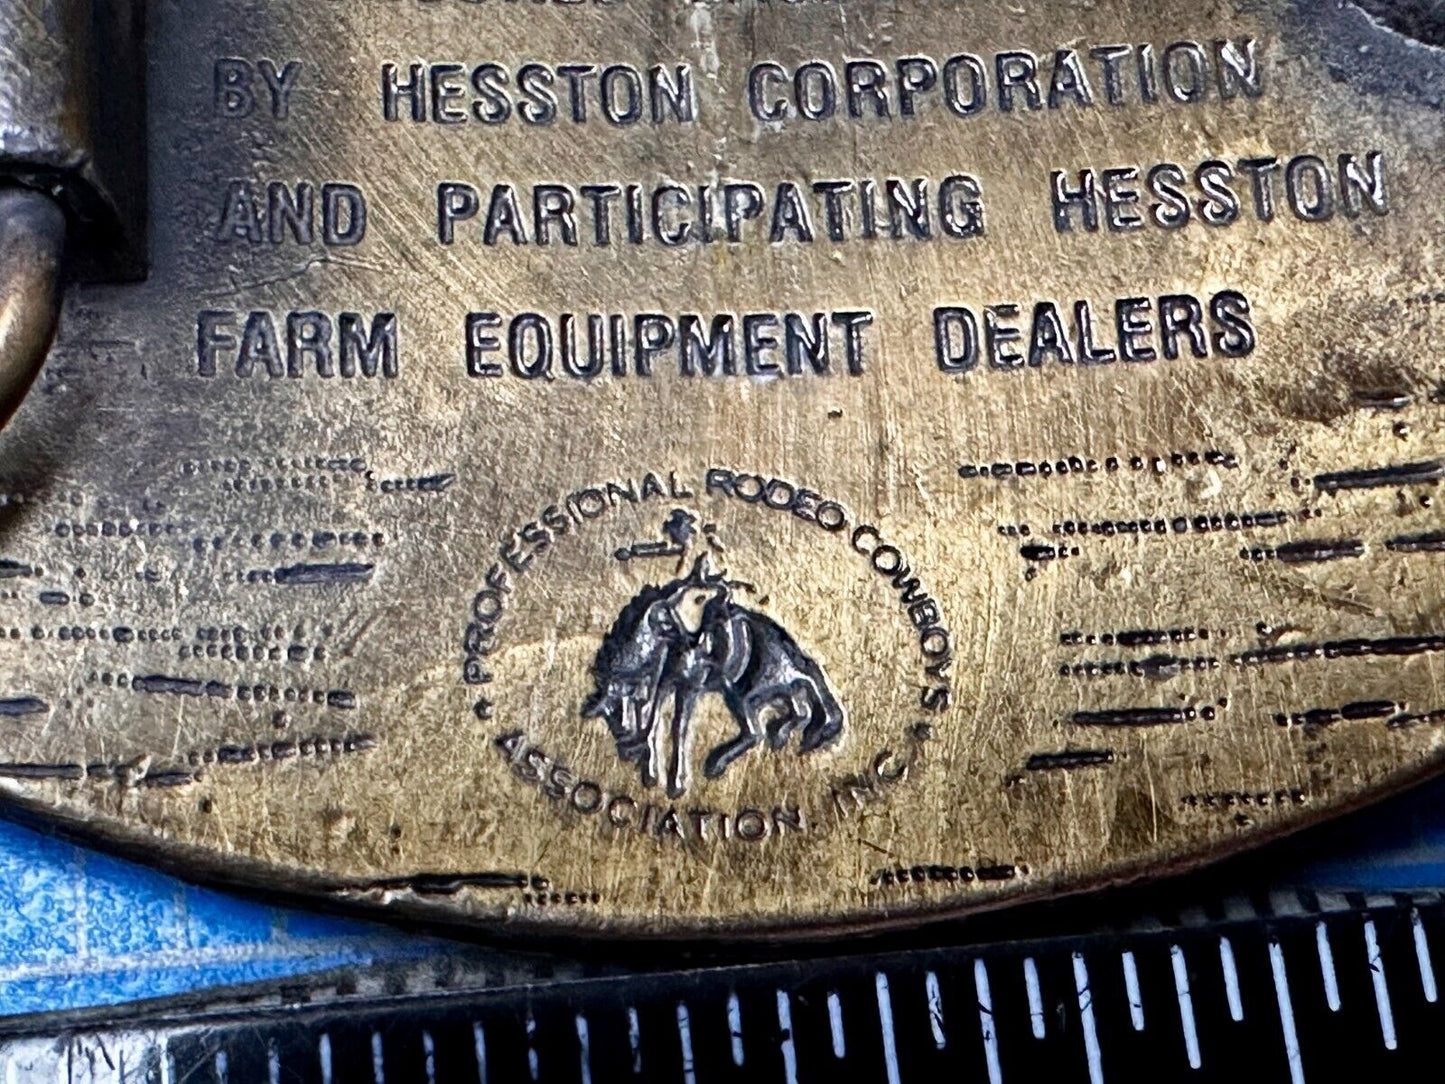 BY HESSTON CORPORATION
AND PARTICIPATING HESSTON
FARM EQUIPMENT DEALERS
PROFESSIONAL RODEO COWBOYS
ASSOCIATION, INC.